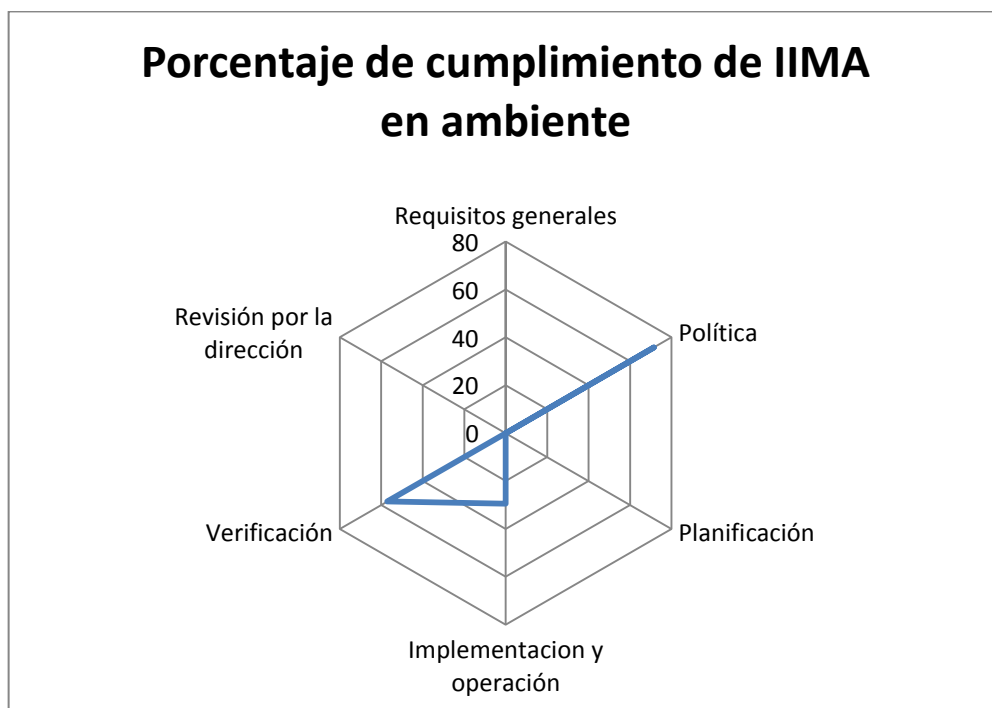 Porcentaje de cumplimiento de IIMA
en ambiente
Requisitos generales
80
60
40
20
0
Política
Planificación
Implementacion y
operación
Verificación
Revisión por la
dirección